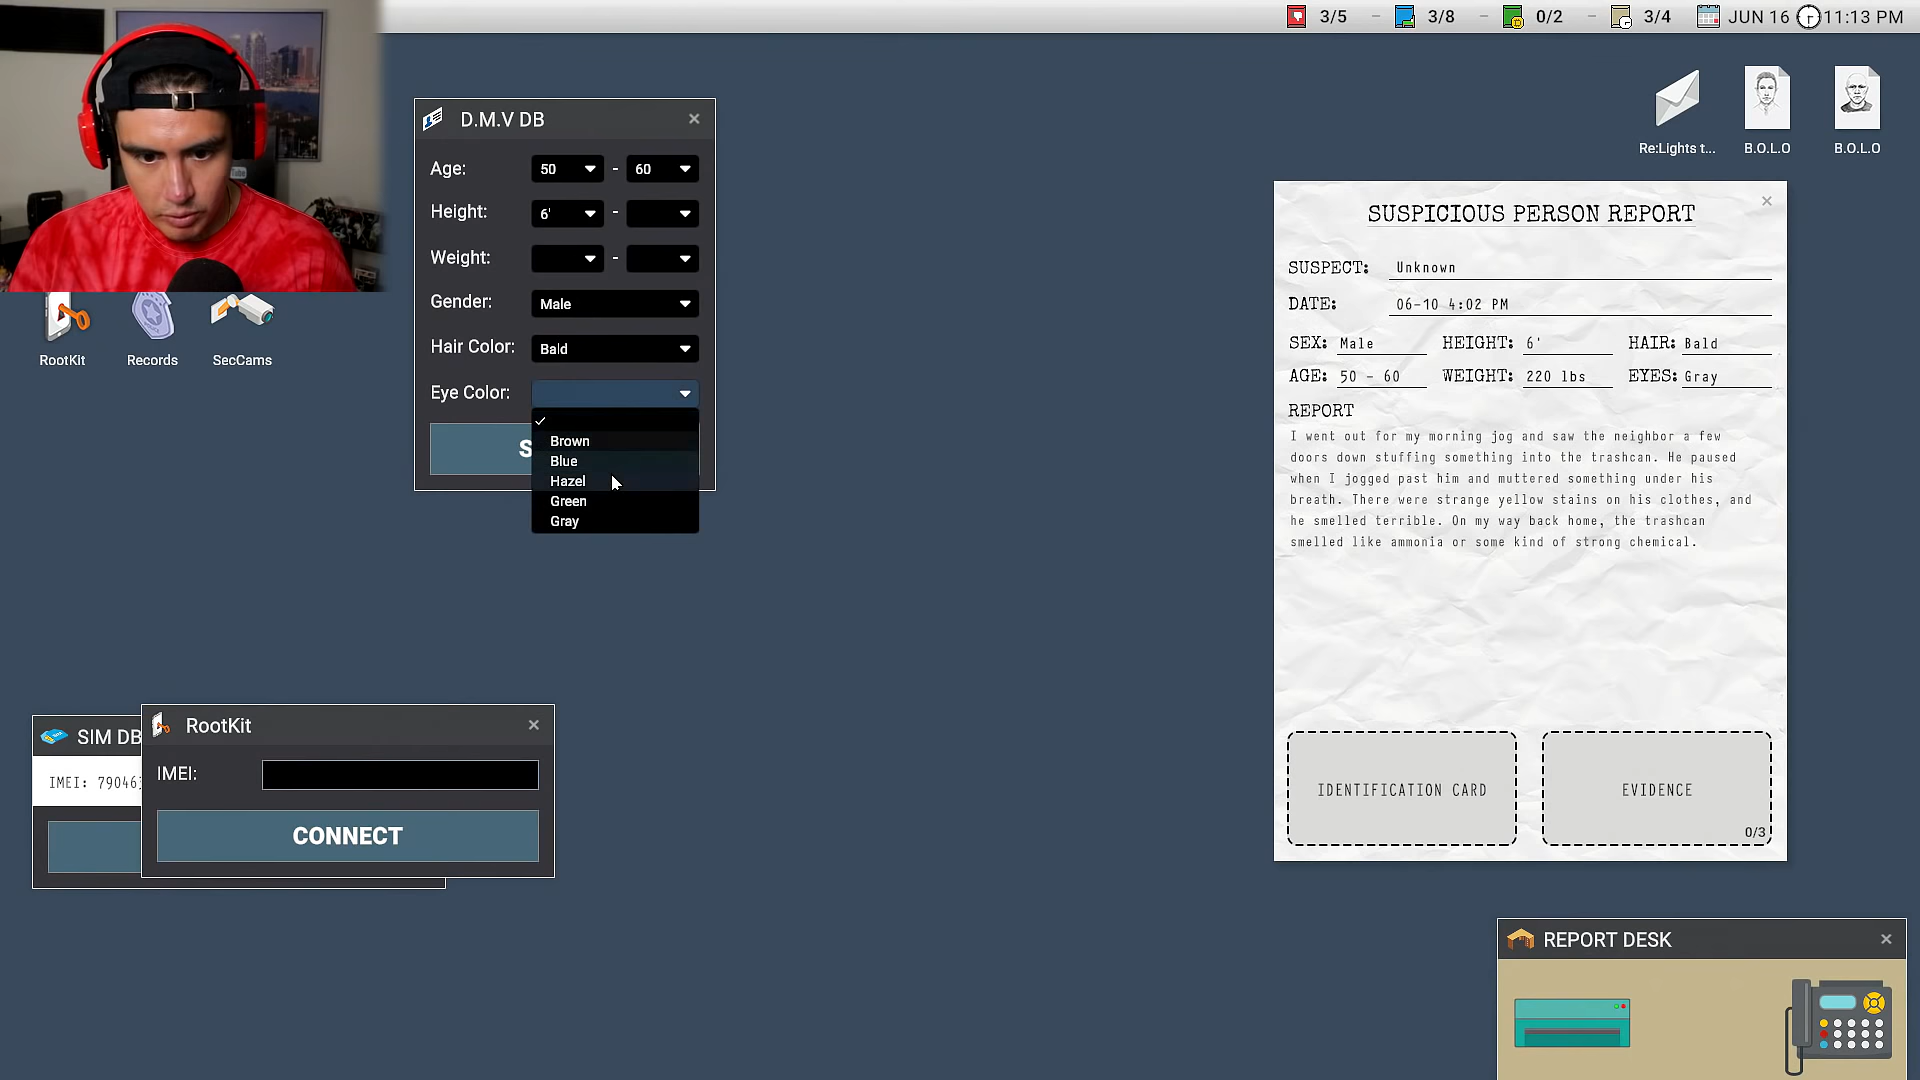 3/5
3/8
0/2
3/4
JUN 16
11:13 PM
Re:Lights t...
B.O.L.O
B.O.L.O
D.M.V DB
Age: 50 - 60
Height: 6' -
Weight: -
Gender: Male
Hair Color: Bald
Eye Color:
S
Brown
Blue
Hazel
Green
Gray
RootKit
Records
SecCams
SUSPICIOUS PERSON REPORT
SUSPECT: Unknown
DATE: 06-10 4:02 PM
SEX: Male HEIGHT: 6' HAIR: Bald
AGE: 50 - 60 WEIGHT: 220 lbs EYES: Gray
REPORT
I went out for my morning jog and saw the neighbor a few
doors down stuffing something into the trashcan. He paused
when I jogged past him and muttered something under his
breath. There were strange yellow stains on his clothes, and
he smelled terrible. On my way back home, the trashcan
smelled like ammonia or some kind of strong chemical.
IDENTIFICATION CARD
EVIDENCE
0/3
SIM DB
IMEI: 79046
RootKit
IMEI:
CONNECT
REPORT DESK